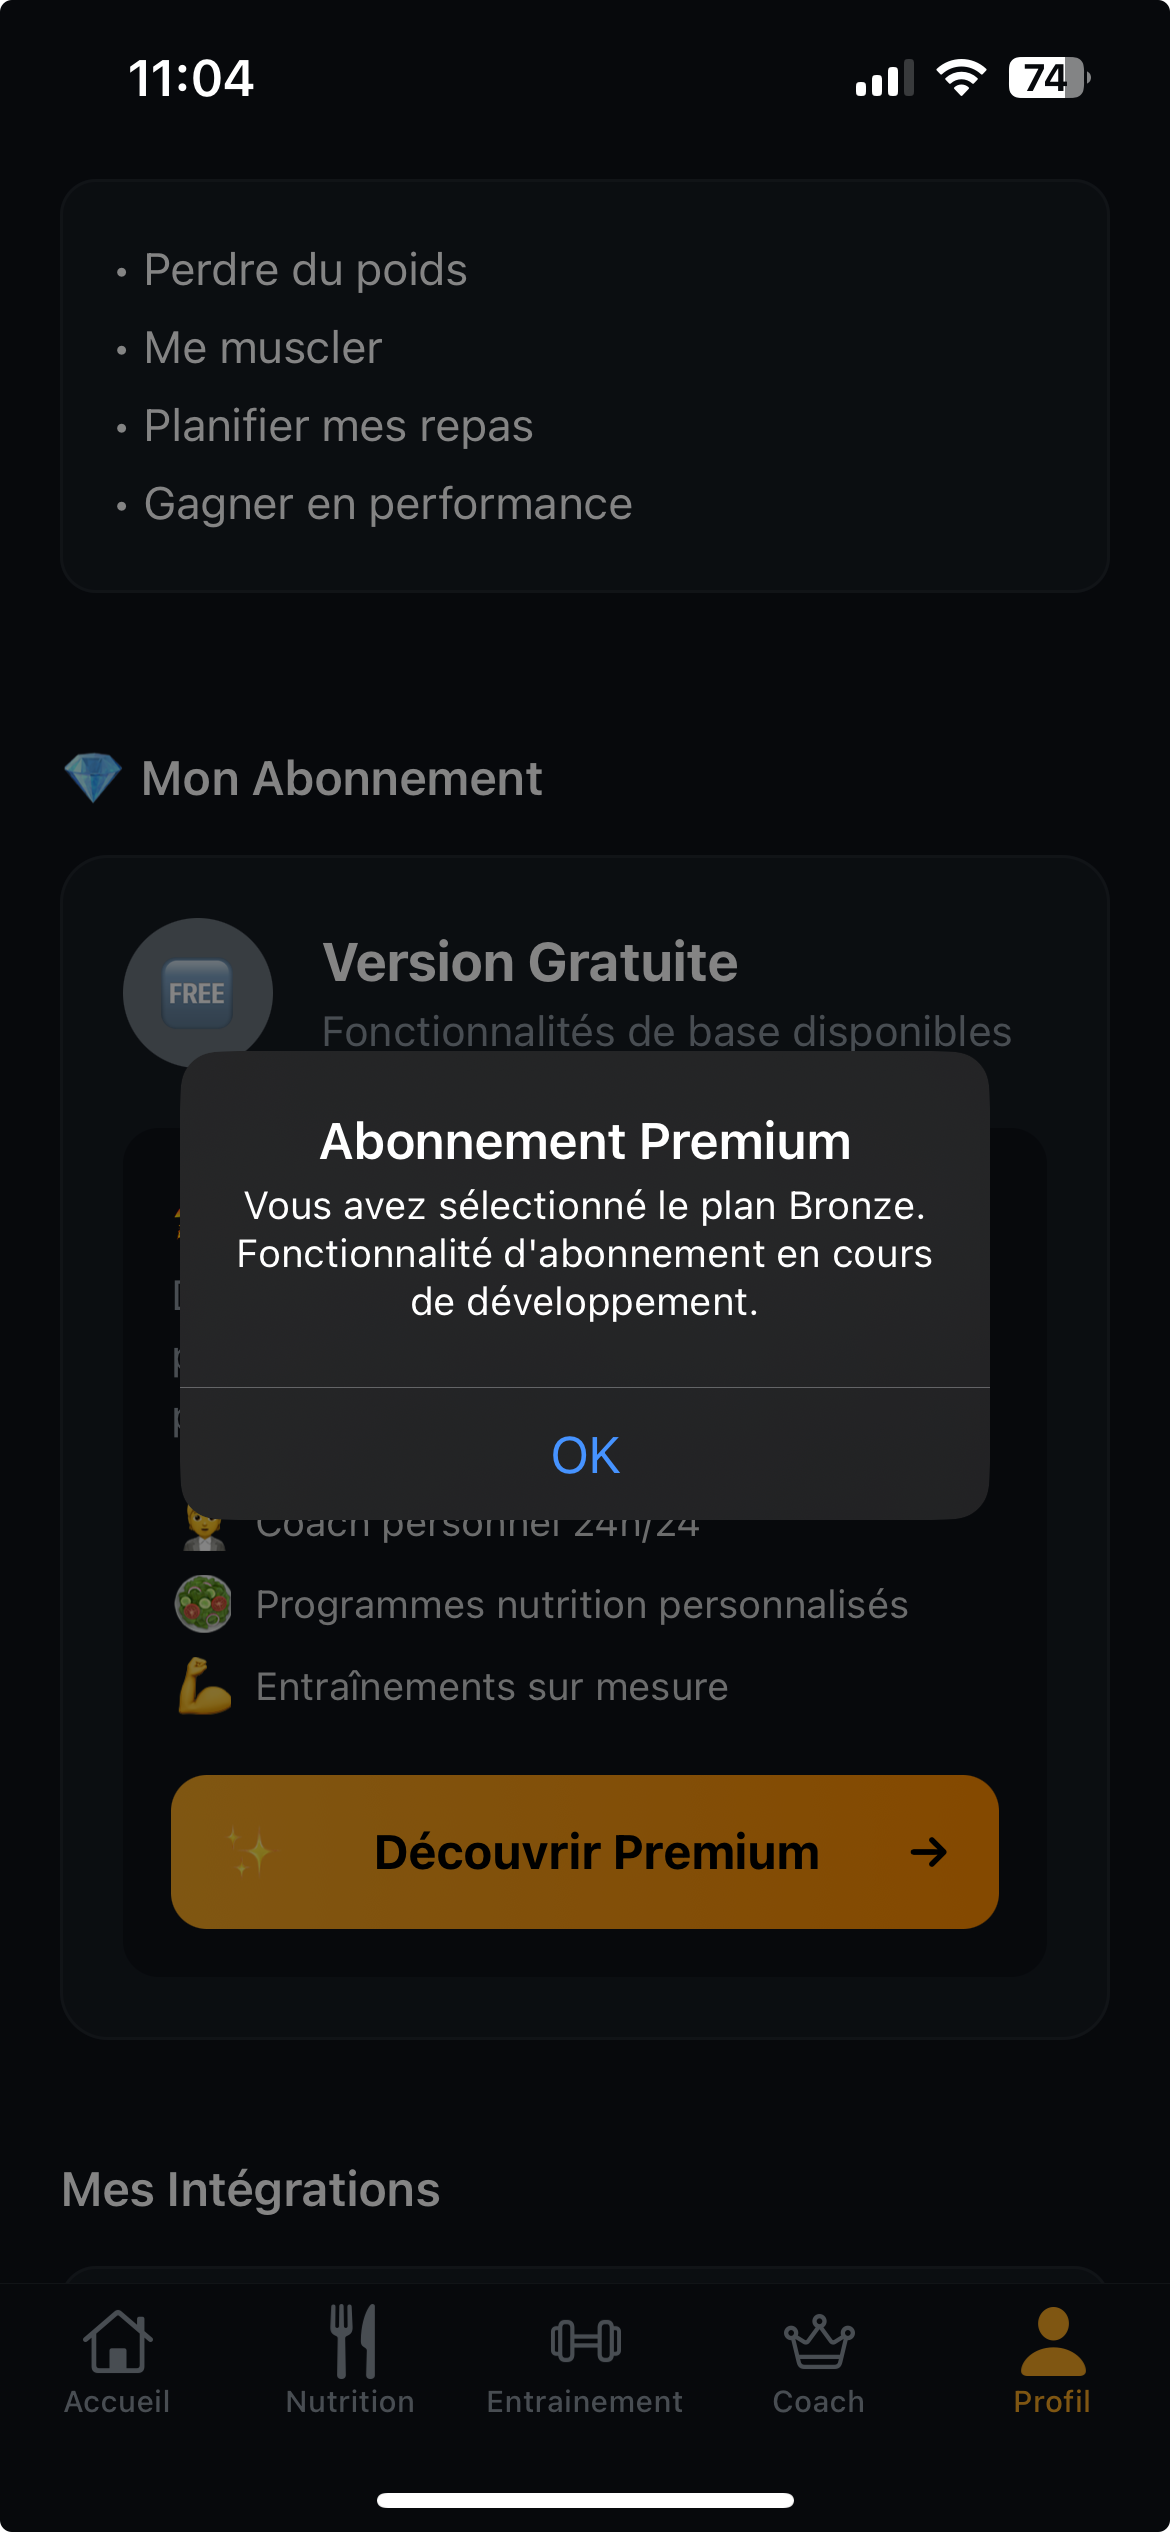 11:04
74
• Perdre du poids
• Me muscler
• Planifier mes repas
• Gagner en performance
💎 Mon Abonnement
FREE
Version Gratuite
Fonctionnalités de base disponibles
Abonnement Premium
Vous avez sélectionné le plan Bronze.
Fonctionnalité d'abonnement en cours
de développement.
OK
Coach personnel 24h/24
🥗 Programmes nutrition personnalisés
💪 Entraînements sur mesure
✨ Découvrir Premium →
Mes Intégrations
Accueil
Nutrition
Entrainement
Coach
Profil